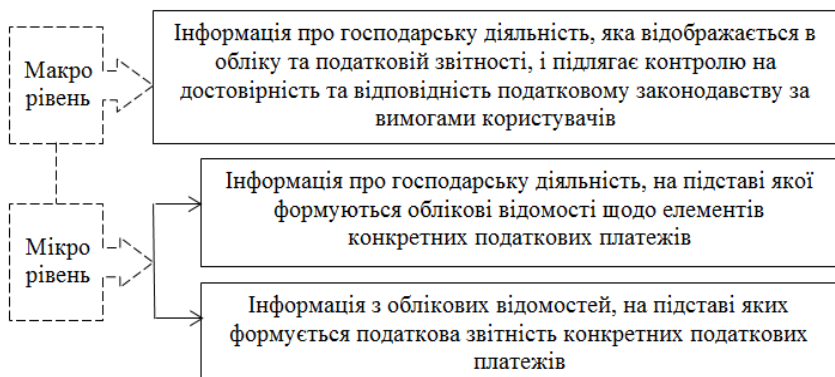 Макро
рівень
Інформація про господарську діяльність, яка відображається в
обліку та податковій звітності, і підлягає контролю на
достовірність та відповідність податковому законодавству за
вимогами користувачів
Мікро
рівень
Інформація про господарську діяльність, на підставі якої
формуються облікові відомості щодо елементів
конкретних податкових платежів
Інформація з облікових відомостей, на підставі яких
формується податкова звітність конкретних податкових
платежів